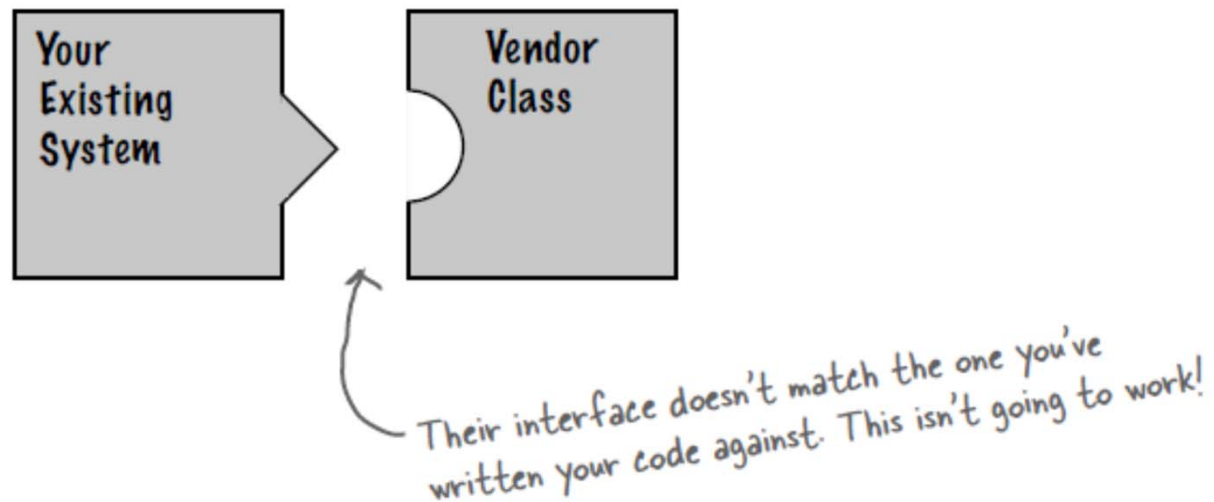 Your
Existing
System
Vendor
Class
Their interface doesn't match the one you've
written your code against. This isn't going to work!